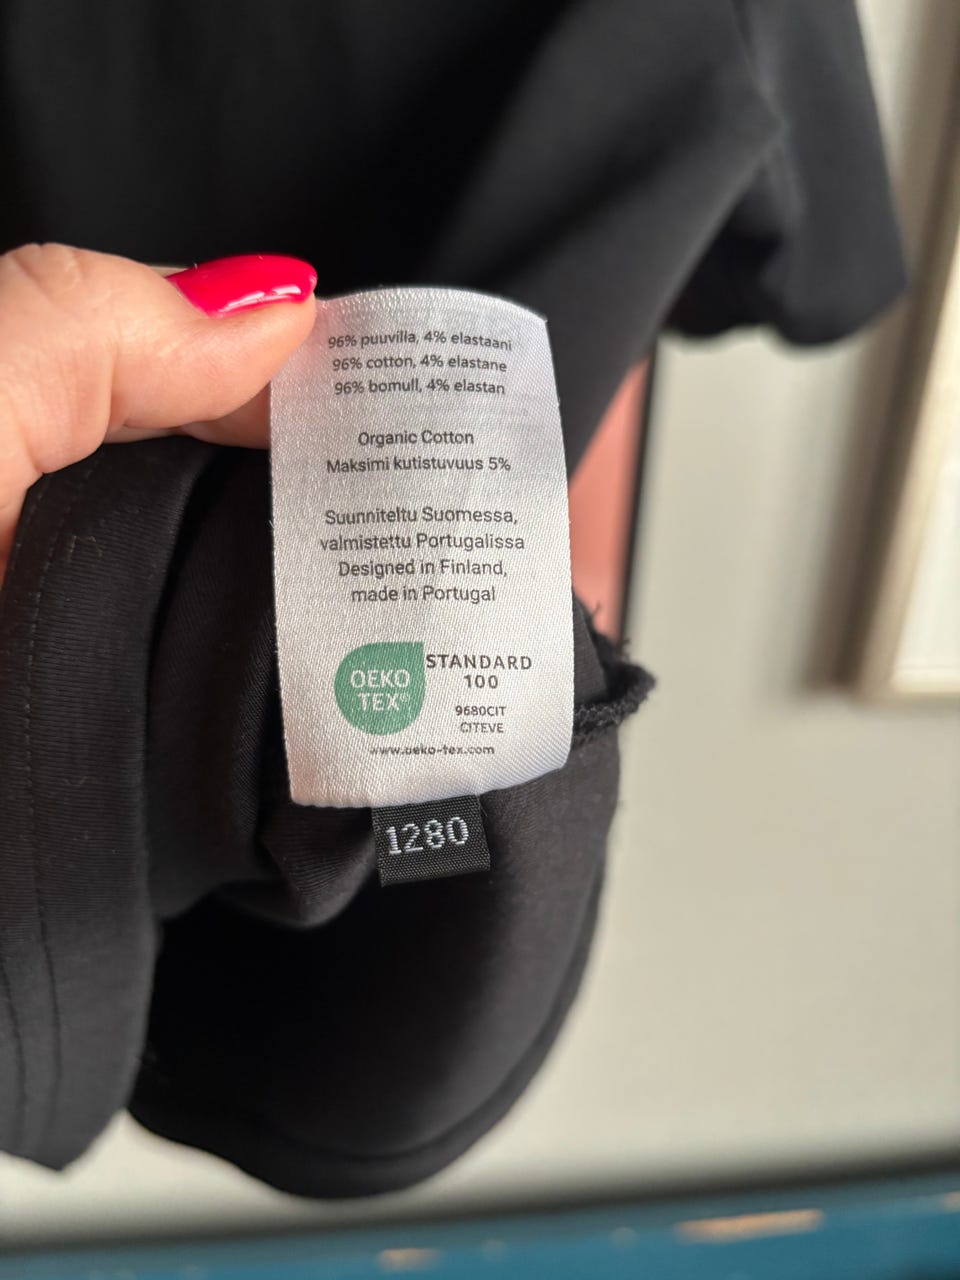 96% puuvilla, 4% elastaani
96% cotton, 4% elastane
96% bomull, 4% elastan
Organic Cotton
Maksimi kutistuvuus 5%
Suunniteltu Suomessa,
valmistettu Portugalissa
Designed in Finland,
made in Portugal
OEKO
TEX®
STANDARD
100
9680CIT
CITEVE
www.oeko-tex.com
1280